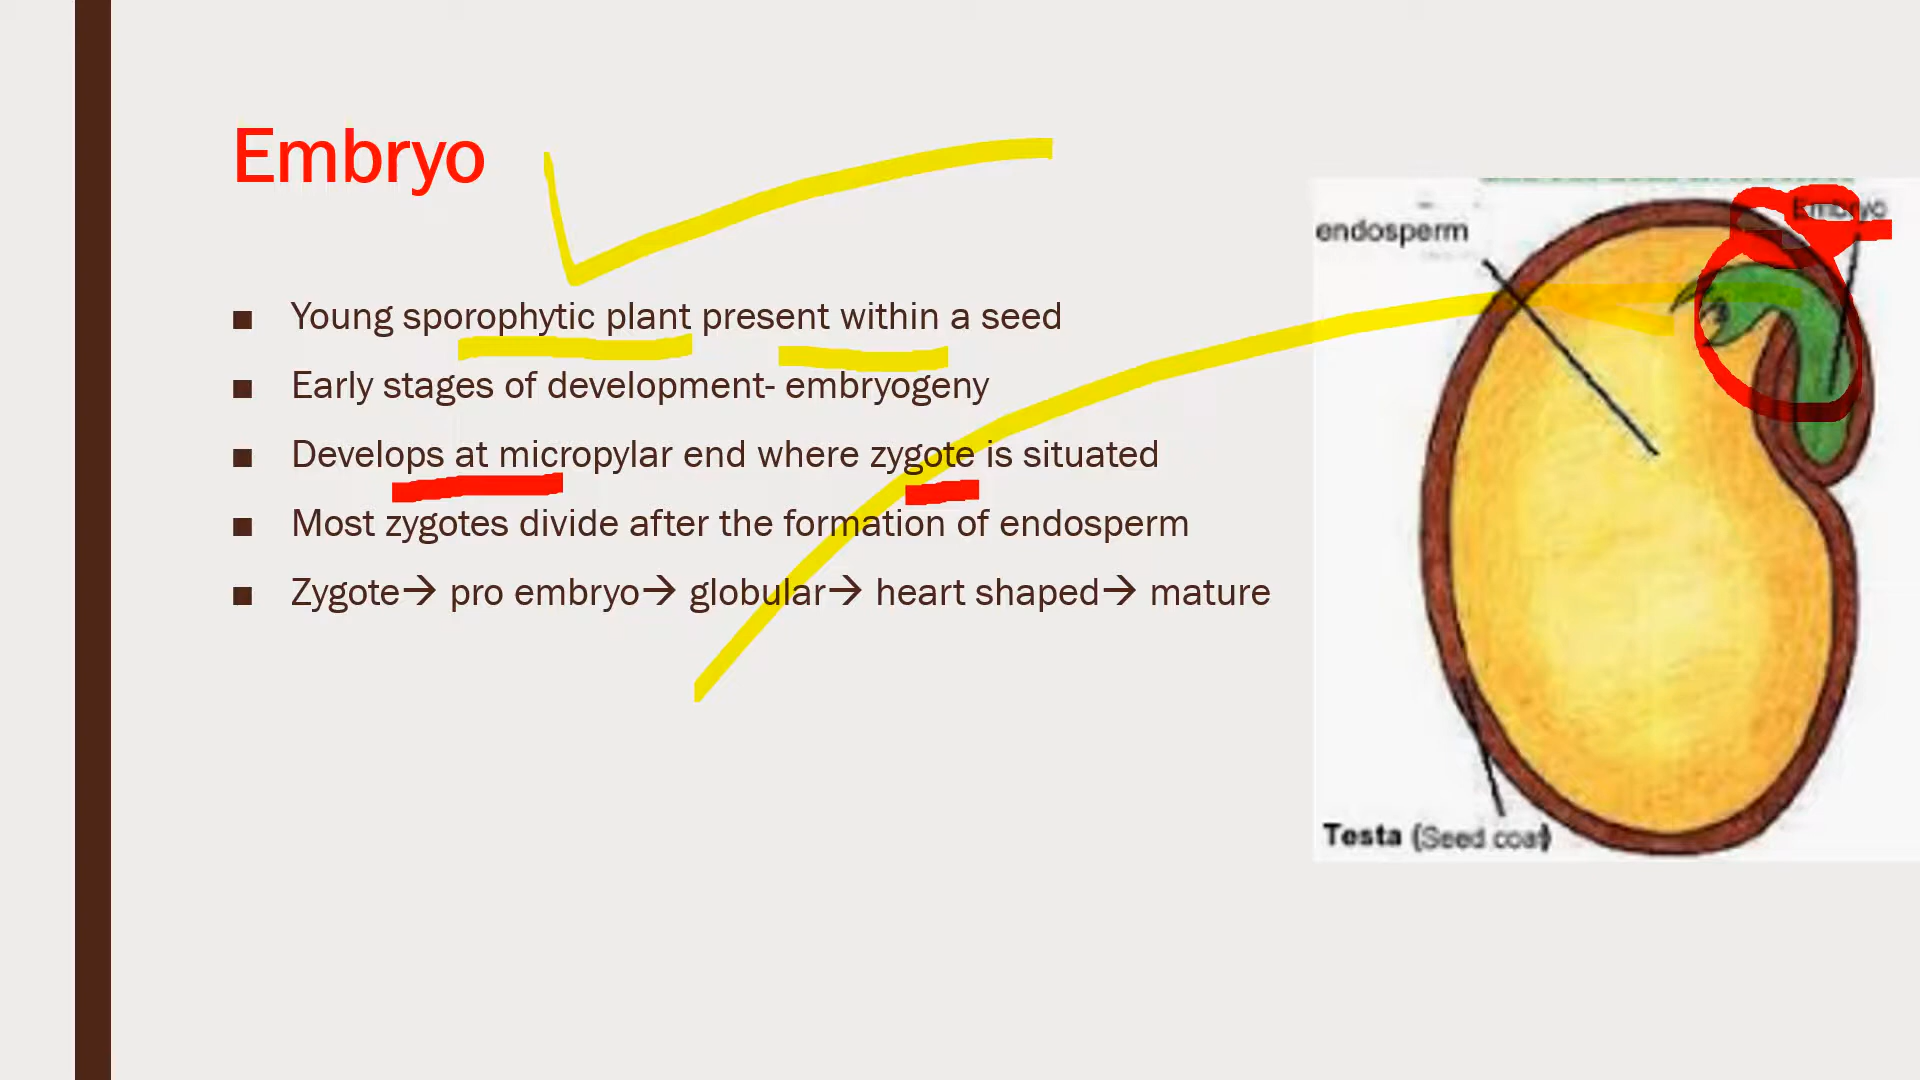 Embryo
■ Young sporophytic plant present within a seed
■ Early stages of development- embryogeny
■ Develops at micropylar end where zygote is situated
■ Most zygotes divide after the formation of endosperm
■ Zygote→ pro embryo→ globular→ heart shaped→ mature
Embryo
endosperm
Testa (Seed coat)